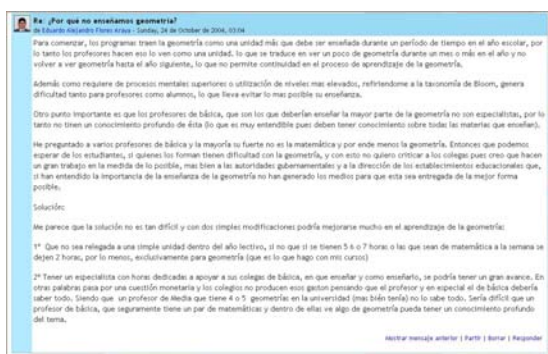 Re: ¿Por qué no enseñamos geometría?
de Eduardo Alejandro Flores Araya - Sunday, 24 de October de 2004, 03:04
Para comenzar, los programas traen la geometría como una unidad más que debe ser enseñada durante un período de tiempo en el año escolar, por
lo tanto los profesores hacen eso lo ven como una unidad. lo que se traduce en ver un poco de geometría durante un mes o más en el año y no
volver a ver geometría hasta el año siguiente, lo que no permite continuidad en el proceso de aprendizaje de la geometría.
Además como requiere de procesos mentales superiores o utilización de niveles mas elevados, refiriendome a la taxonomía de Bloom, genera
dificultad tanto para profesores como alumnos, lo que lleva evitar lo mas posible su enseñanza.
Otro punto importante es que los profesores de básica, que son los que deberían enseñar la mayor parte de la geometría no son especialistas, por lo
tanto no tinen un conocimiento profundo de ésta (lo que es muy entendible pues deben tener conocimiento sobre todas las materias que enseñan).
He preguntado a varios profesores de básica y la mayoría su fuerte no es la matemática y por ende menos la geometría. Entonces que podemos
esperar de los estudiantes, si quienes los forman tienen dificultad con la geometría, y con esto no quiero criticar a los colegas pues creo que hacen
un gran trabajo en la medida de lo posible, mas bien a las autoridades gubernamentales y a la dirección de los establecimientos educacionales que,
si han entendido la importancia de la enseñanza de la geometría no han generado los medios para que esta sea entregada de la mejor forma
posible.
Solución:
Me parece que la solución no es tan difícil y con dos simples modificaciones podría mejorarse mucho en el aprendizaje de la geometría:
1° Que no sea relegada a una simple unidad dentro del año lectivo, si no que si se tienen 5 6 o 7 horas o las que sean de matemática a la semana se
dejen 2 horas, por lo menos, exclusivamente para geometría (que es lo que hago con mis cursos)
2° Tener un especialista con horas dedicadas a apoyar a sus colegas de básica, en que enseñar y como enseñarlo, se podría tener un gran avance. En
otras palabras pasa por una cuestión monetaria y los colegios no producen esos gastos pensando que el profesor y en especial el de básica debería
saber todo. Siendo que un profesor de Media que tiene 4 o 5 geometrías en la universidad (mas bién tenía) no lo sabe todo. Sería difícil que un
profesor de básica, que seguramente tiene un par de matemáticas y dentro de ellas ve algo de geometría pueda tener un conocimiento profundo
del tema.
Mostrar mensaje anterior | Partir | Borrar | Responder